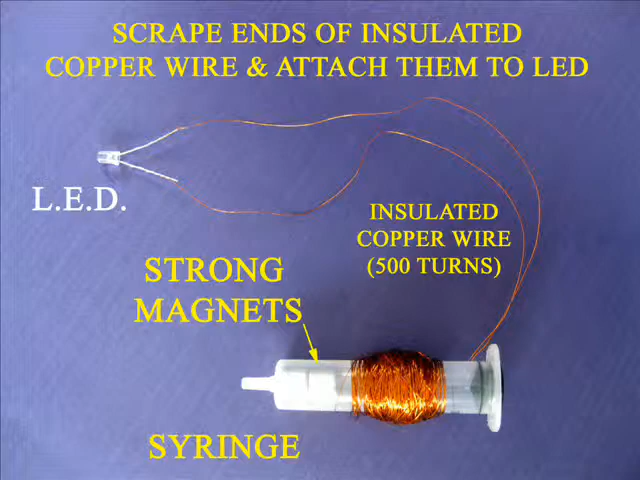 SCRAPE ENDS OF INSULATED
COPPER WIRE & ATTACH THEM TO LED
L.E.D.
INSULATED
COPPER WIRE
(500 TURNS)
STRONG
MAGNETS
SYRINGE